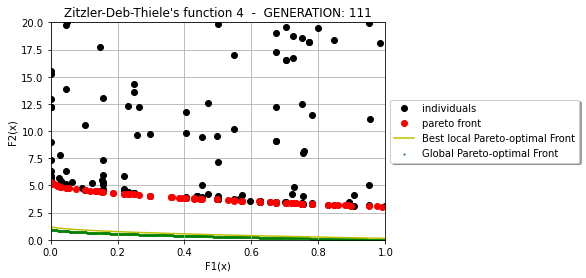 Zitzler-Deb-Thiele's function 4 - GENERATION: 111
20.0
17.5
15.0
12.5
10.0
7.5
5.0
2.5
0.0
F2(x)
0.0 0.2 0.4 0.6 0.8 1.0
F1(x)
individuals
pareto front
Best local Pareto-optimal Front
Global Pareto-optimal Front